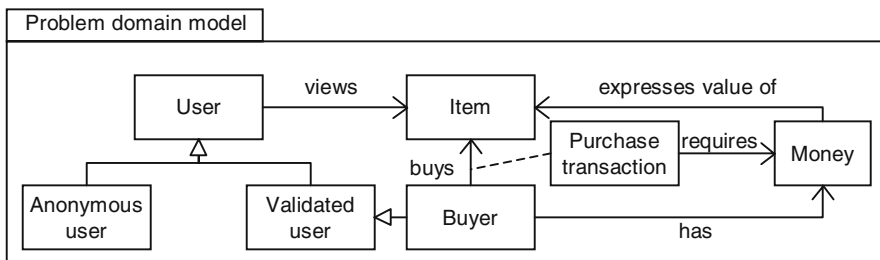 Problem domain model
User
views
Item
expresses value of
buys
Purchase
transaction
requires
Money
Anonymous
user
Validated
user
Buyer
has